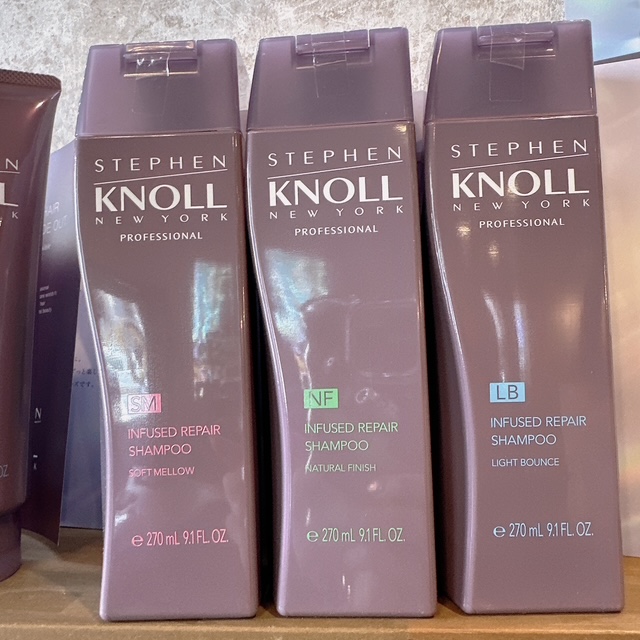 STEPHEN
KNOLL
NEW YORK
PROFESSIONAL
SM
INFUSED REPAIR
SHAMPOO
SOFT MELLOW
℮ 270 mL 9.1 FL. OZ.
STEPHEN
KNOLL
NEW YORK
PROFESSIONAL
NF
INFUSED REPAIR
SHAMPOO
NATURAL FINISH
℮ 270 mL 9.1 FL. OZ.
STEPHEN
KNOLL
NEW YORK
PROFESSIONAL
LB
INFUSED REPAIR
SHAMPOO
LIGHT BOUNCE
℮ 270 mL 9.1 FL. OZ.